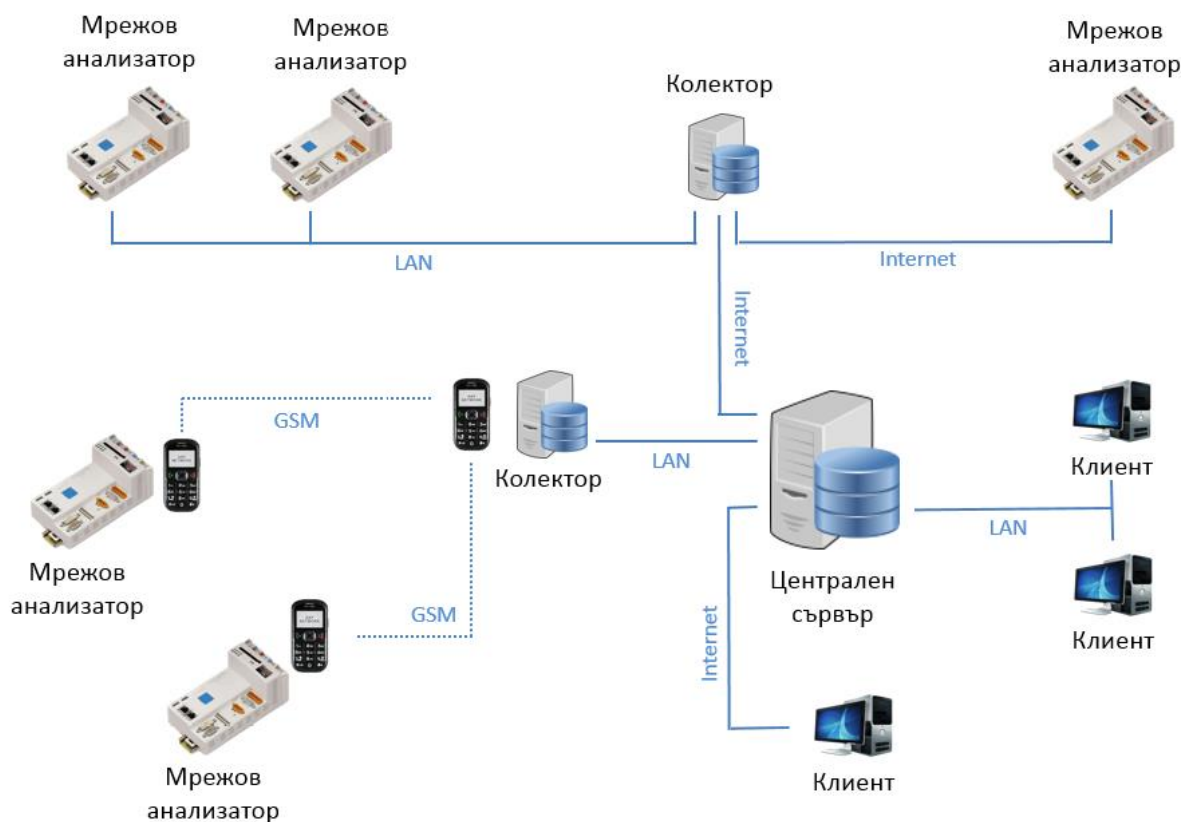 Мрежов
анализатор
Мрежов
анализатор
Колектор
Мрежов
анализатор
LAN
Internet
Internet
GSM
Колектор
LAN
Клиент
Мрежов
анализатор
GSM
LAN
Централен
сървър
Клиент
Internet
Мрежов
анализатор
Клиент